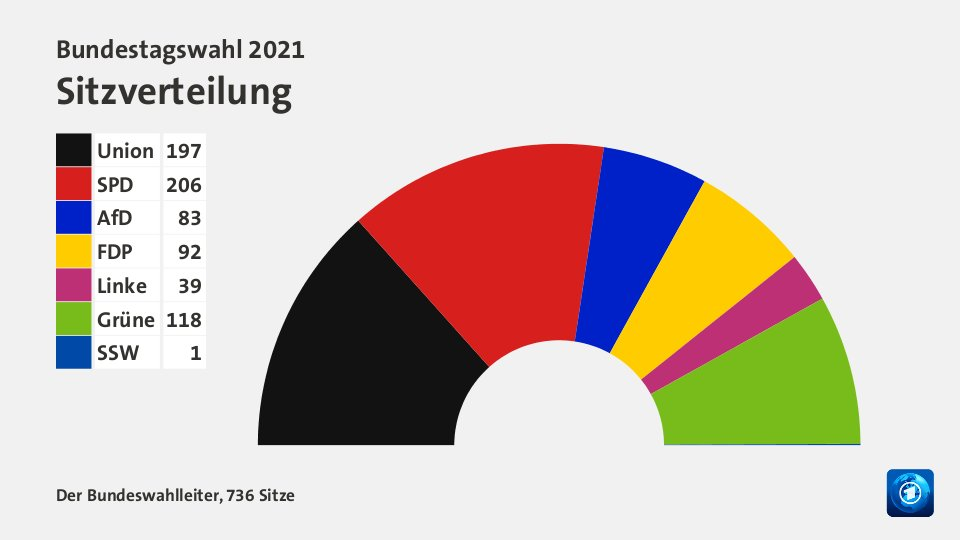 Bundestagswahl 2021
Sitzverteilung
Union 197
SPD 206
AfD 83
FDP 92
Linke 39
Grüne 118
SSW 1
Der Bundeswahlleiter, 736 Sitze
1